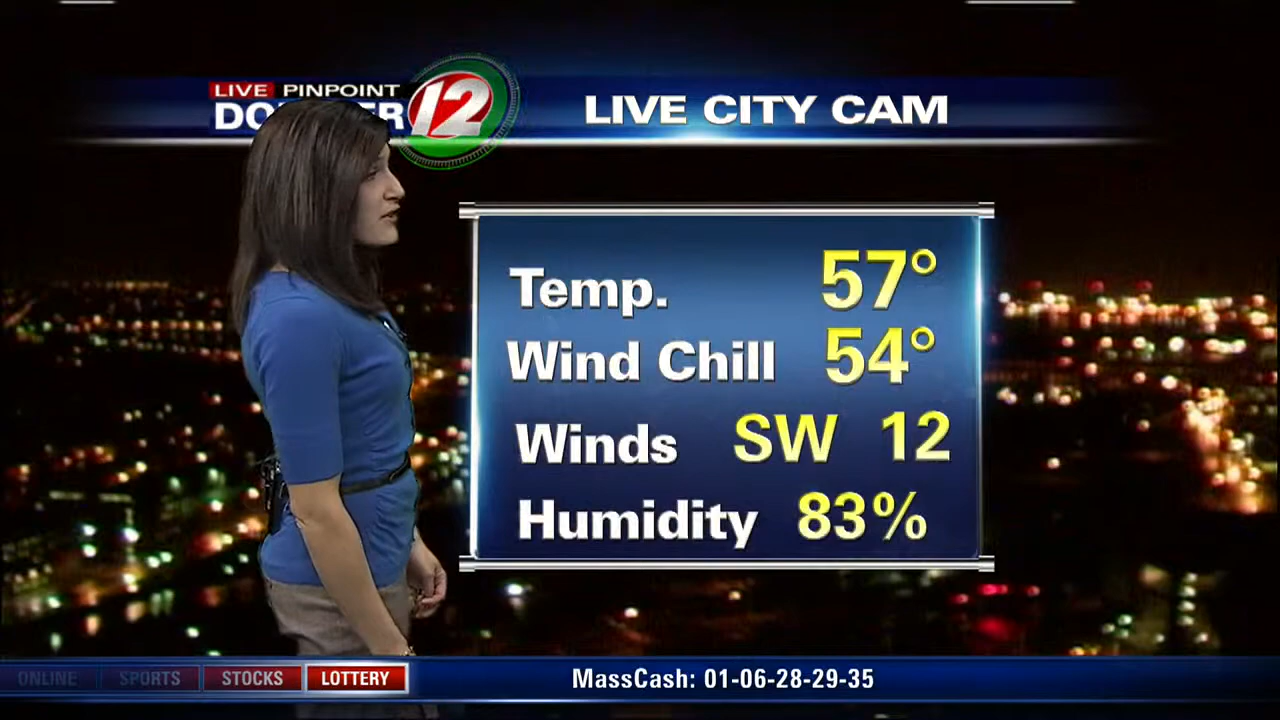 LIVE PINPOINT
12
LIVE CITY CAM
Temp. 57°
Wind Chill 54°
Winds SW 12
Humidity 83%
ONLINE SPORTS STOCKS LOTTERY MassCash: 01-06-28-29-35